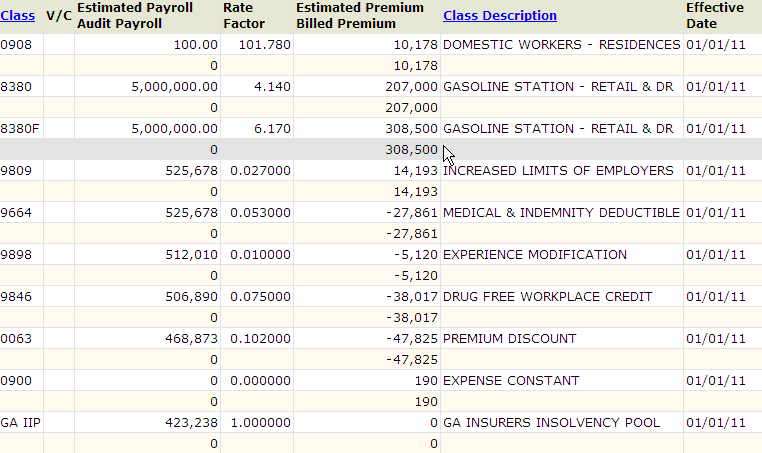 Class V/C Estimated Payroll Rate Estimated Premium Class Description Effective
Audit Payroll Factor Billed Premium Date
0908 100.00 101.780 10,178 DOMESTIC WORKERS - RESIDENCES 01/01/11
0 10,178
8380 5,000,000.00 4.140 207,000 GASOLINE STATION - RETAIL & DR 01/01/11
0 207,000
8380F 5,000,000.00 6.170 308,500 GASOLINE STATION - RETAIL & DR 01/01/11
0 308,500
9809 525,678 0.027000 14,193 INCREASED LIMITS OF EMPLOYERS 01/01/11
0 14,193
9664 525,678 0.053000 -27,861 MEDICAL & INDEMNITY DEDUCTIBLE 01/01/11
0 -27,861
9898 512,010 0.010000 -5,120 EXPERIENCE MODIFICATION 01/01/11
0 -5,120
9846 506,890 0.075000 -38,017 DRUG FREE WORKPLACE CREDIT 01/01/11
0 -38,017
0063 468,873 0.102000 -47,825 PREMIUM DISCOUNT 01/01/11
0 -47,825
0900 0 0.000000 190 EXPENSE CONSTANT 01/01/11
0 190
GA IIP 423,238 1.000000 0 GA INSURERS INSOLVENCY POOL 01/01/11
0 0